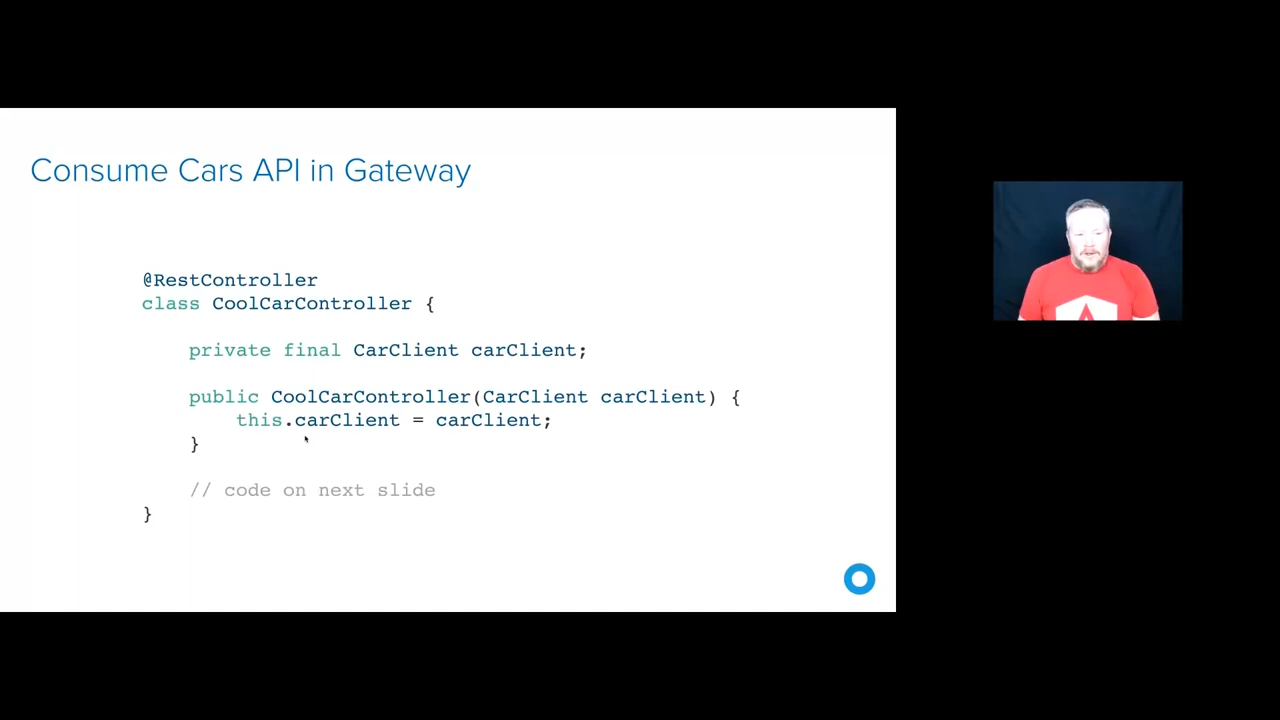 Consume Cars API in Gateway
@RestController
class CoolCarController {
private final CarClient carClient;
public CoolCarController(CarClient carClient) {
this.carClient = carClient;
}
// code on next slide
}